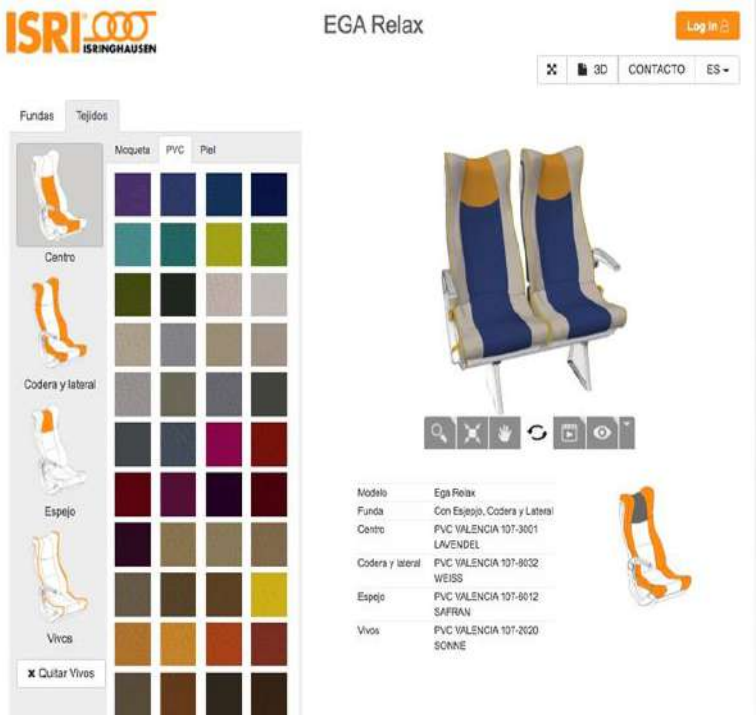 ISRI
ISRINGHAUSEN
EGA Relax
Log in
3D
CONTACTO
ES
Fundas
Tejidos
Moqueta
PVC
Piel
Centro
Codera y lateral
Espejo
Vivos
x Quitar Vivos
Modelo Ega Relax
Funda Con Esjepjo, Codera y Lateral
Centro PVC VALENCIA 107-3001
LAVENDEL
Codera y lateral PVC VALENCIA 107-8032
WEISS
Espejo PVC VALENCIA 107-6012
SAFRAN
Vivos PVC VALENCIA 107-2020
SONNE